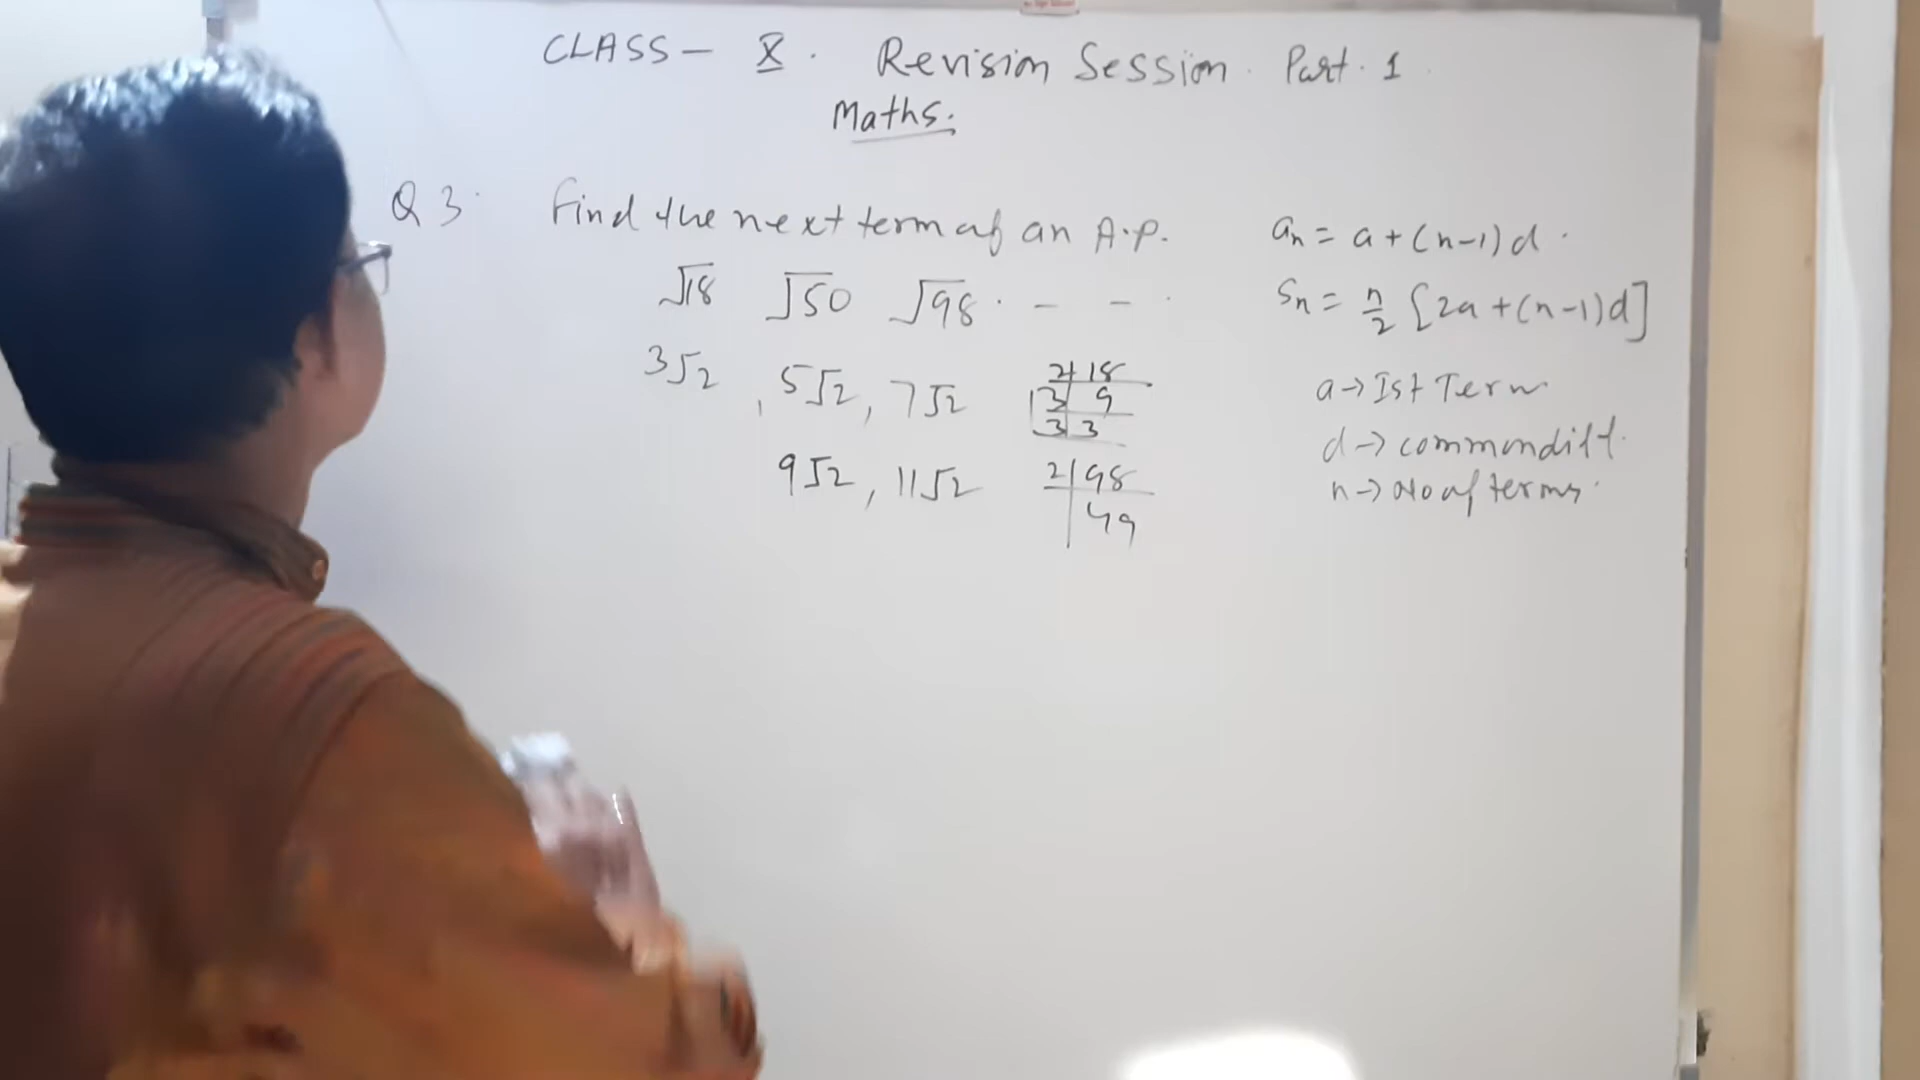 CLASS - X. Revision Session. Part. 1
Maths.
Q 3. Find the next term of an A.P.
√18 √50 √98 . - - .
3√2 , 5√2 , 7√2
9√2 , 11√2
2 | 18
3 | 9
3 | 3
2 | 98
49
an = a + (n-1) d .
Sn = n/2 [2a + (n-1) d]
a → Ist Term
d → common diff.
n → No of terms.